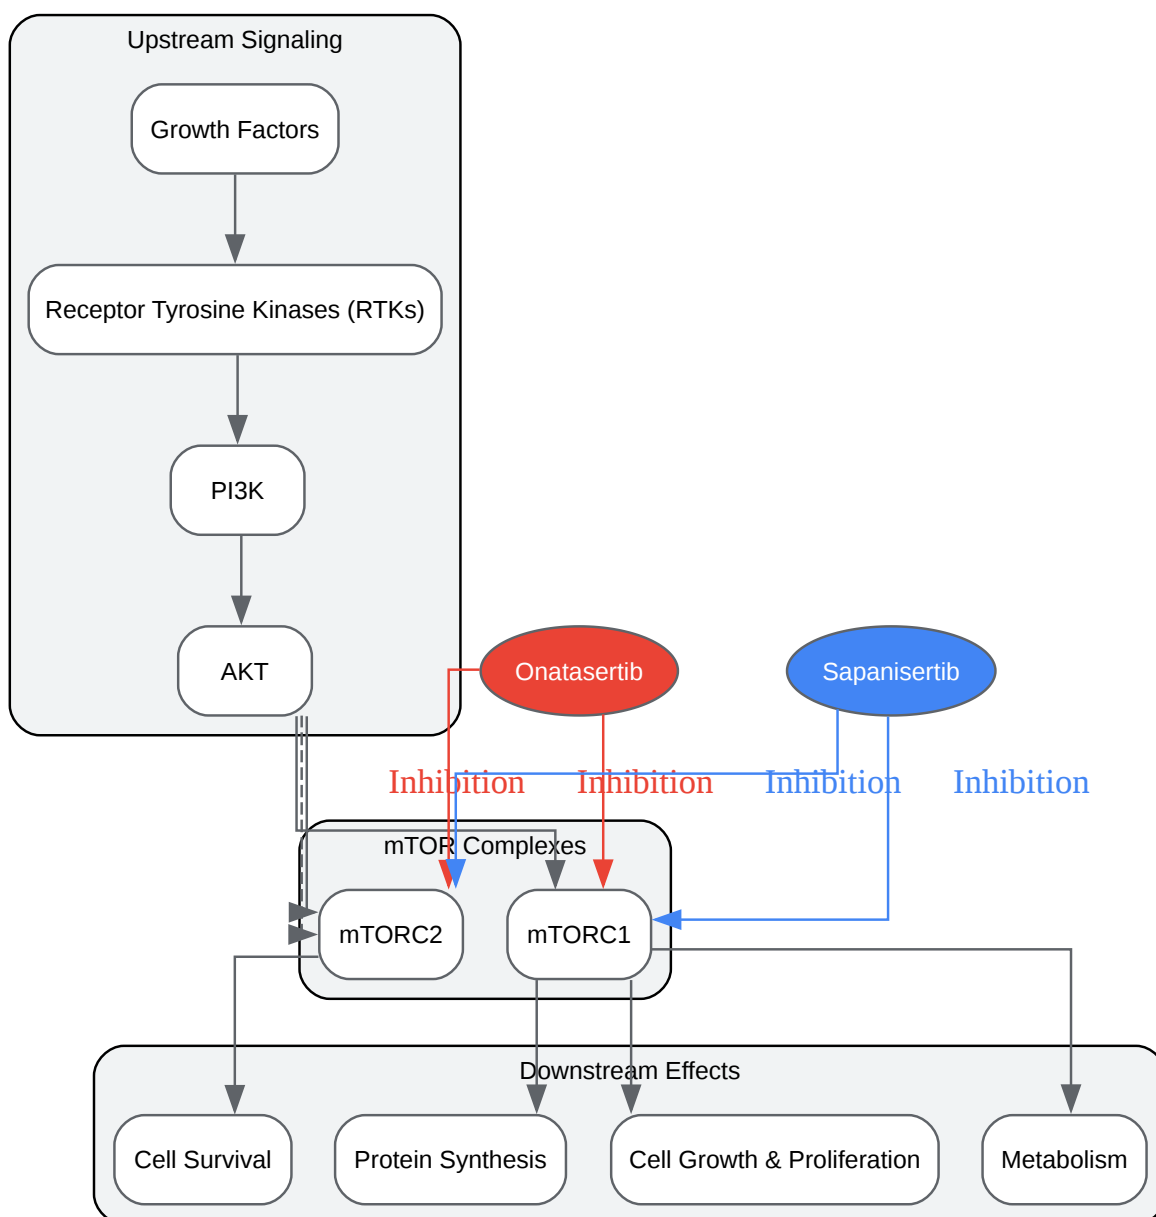 Upstream Signaling
Growth Factors
Receptor Tyrosine Kinases (RTKs)
PI3K
AKT
Onatasertib
Sapanisertib
Inhibition
Inhibition
Inhibition
Inhibition
mTOR Complexes
mTORC2
mTORC1
Downstream Effects
Cell Survival
Protein Synthesis
Cell Growth & Proliferation
Metabolism